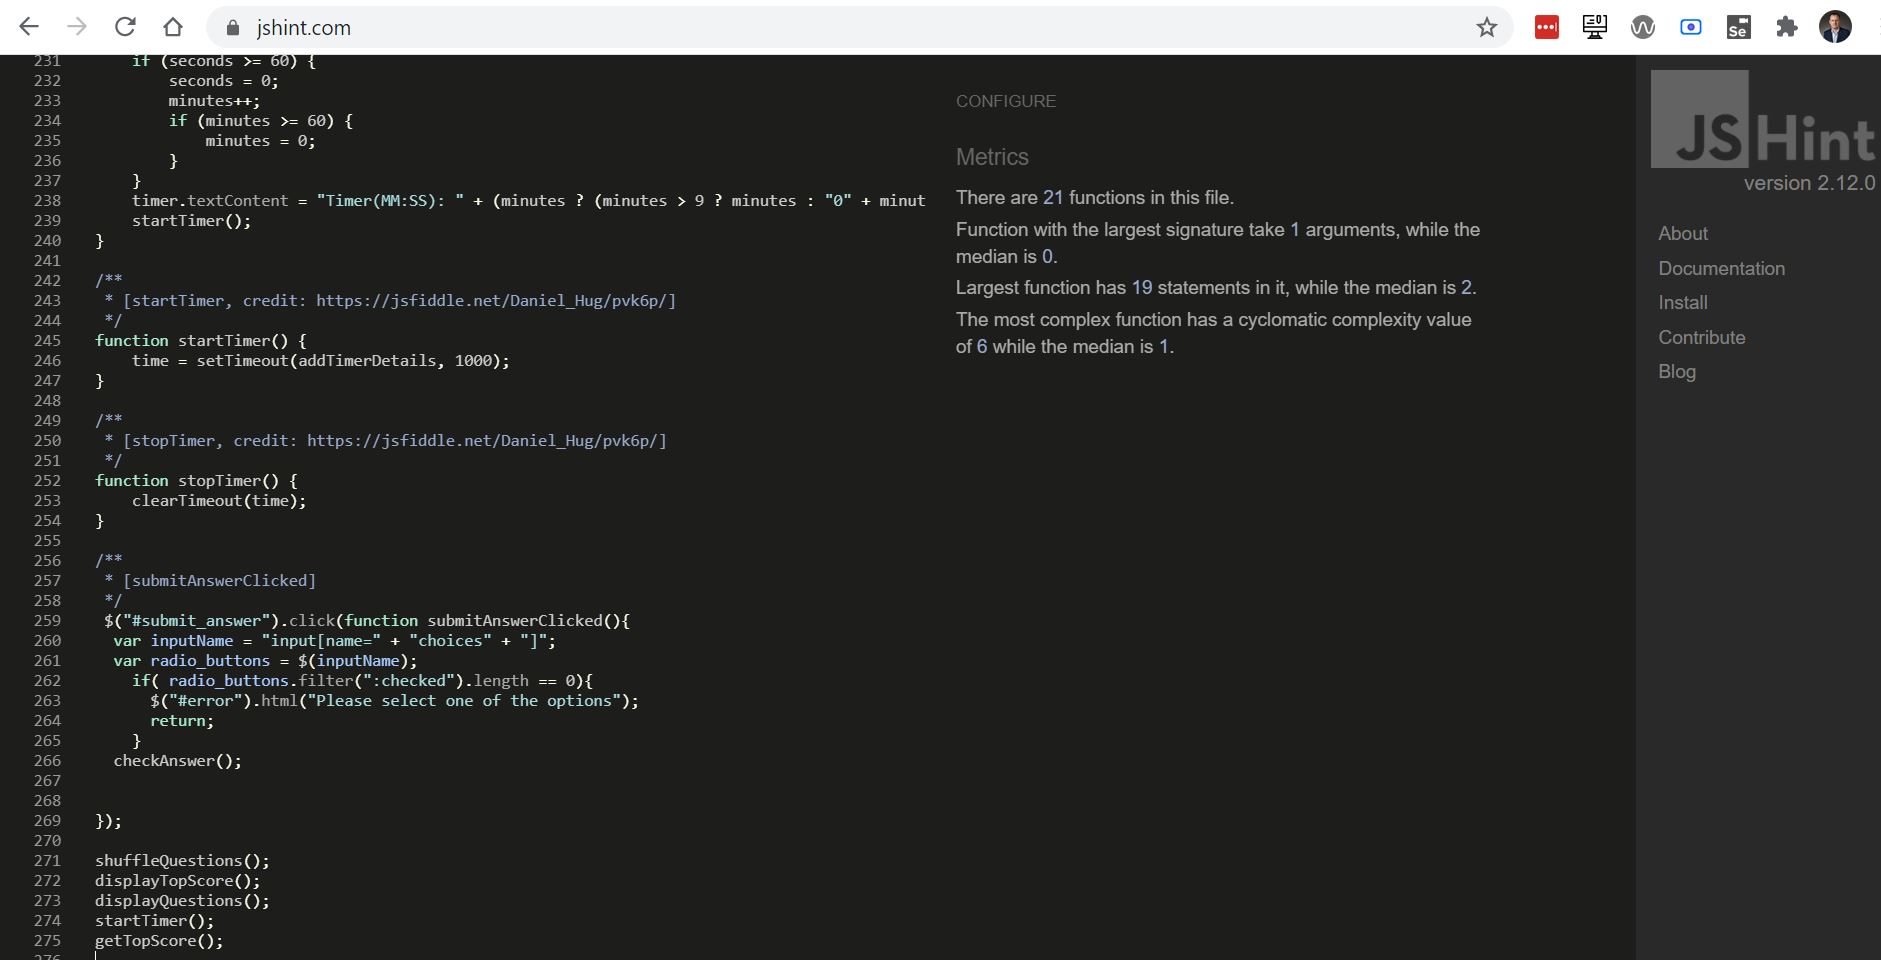 jshint.com
Se
231 if (seconds >= 60) {
232 seconds = 0;
233 minutes++;
234 if (minutes >= 60) {
235 minutes = 0;
236 }
237 }
238 timer.textContent = "Timer(MM:SS): " + (minutes ? (minutes > 9 ? minutes : "0" + minut
239 startTimer();
240 }
241
242 /**
243 * [startTimer, credit: https://jsfiddle.net/Daniel_Hug/pvk6p/]
244 */
245 function startTimer() {
246 time = setTimeout(addTimerDetails, 1000);
247 }
248
249 /**
250 * [stopTimer, credit: https://jsfiddle.net/Daniel_Hug/pvk6p/]
251 */
252 function stopTimer() {
253 clearTimeout(time);
254 }
255
256 /**
257 * [submitAnswerClicked]
258 */
259 $("#submit_answer").click(function submitAnswerClicked(){
260 var inputName = "input[name=" + "choices" + "]";
261 var radio_buttons = $(inputName);
262 if( radio_buttons.filter(":checked").length == 0){
263 $("#error").html("Please select one of the options");
264 return;
265 }
266 checkAnswer();
267
268
269 });
270
271 shuffleQuestions();
272 displayTopScore();
273 displayQuestions();
274 startTimer();
275 getTopScore();
276
CONFIGURE
Metrics
There are 21 functions in this file.
Function with the largest signature take 1 arguments, while the
median is 0.
Largest function has 19 statements in it, while the median is 2.
The most complex function has a cyclomatic complexity value
of 6 while the median is 1.
JSHint
version 2.12.0
About
Documentation
Install
Contribute
Blog